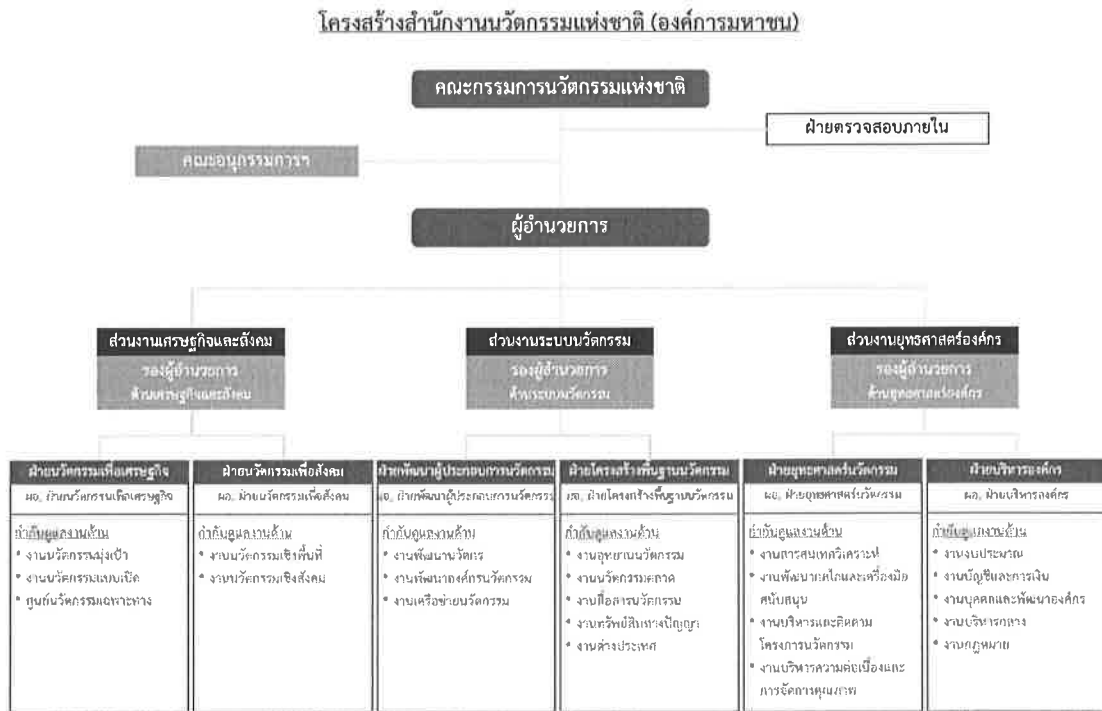 โครงสร้างสำนักงานนวัตกรรมแห่งชาติ (องค์การมหาชน)
คณะกรรมการนวัตกรรมแห่งชาติ
ฝ่ายตรวจสอบภายใน
คณะอนุกรรมการฯ
ผู้อำนวยการ
ส่วนงานเศรษฐกิจและสังคม
รองผู้อำนวยการ
ด้านเศรษฐกิจและสังคม
ส่วนงานระบบนวัตกรรม
รองผู้อำนวยการ
ด้านระบบนวัตกรรม
ส่วนงานยุทธศาสตร์องค์กร
รองผู้อำนวยการ
ด้านยุทธศาสตร์องค์กร
ฝ่ายนวัตกรรมเพื่อเศรษฐกิจ
ผอ. ฝ่ายนวัตกรรมเพื่อเศรษฐกิจ
กำกับดูแลงานด้าน
• งานนวัตกรรมมุ่งเป้า
• งานนวัตกรรมแบบเปิด
• ศูนย์นวัตกรรมเฉพาะทาง
ฝ่ายนวัตกรรมเพื่อสังคม
ผอ. ฝ่ายนวัตกรรมเพื่อสังคม
กำกับดูแลงานด้าน
• งานนวัตกรรมเชิงพื้นที่
• งานนวัตกรรมเชิงสังคม
ฝ่ายพัฒนาผู้ประกอบการนวัตกรรม
ผอ. ฝ่ายพัฒนาผู้ประกอบการนวัตกรรม
กำกับดูแลงานด้าน
• งานพัฒนานวัตกร
• งานพัฒนาองค์กรนวัตกรรม
• งานเครือข่ายนวัตกรรม
ฝ่ายโครงสร้างพื้นฐานนวัตกรรม
ผอ. ฝ่ายโครงสร้างพื้นฐานนวัตกรรม
กำกับดูแลงานด้าน
• งานอุทยานนวัตกรรม
• งานนวัตกรรมตลาด
• งานสื่อสารนวัตกรรม
• งานทรัพย์สินทางปัญญา
• งานต่างประเทศ
ฝ่ายยุทธศาสตร์นวัตกรรม
ผอ. ฝ่ายยุทธศาสตร์นวัตกรรม
กำกับดูแลงานด้าน
• งานสารสนเทศวิเคราะห์
• งานพัฒนากลไกและเครื่องมือ
สนับสนุน
• งานบริหารและติดตาม
โครงการนวัตกรรม
• งานบริหารความต่อเนื่องและ
การจัดการคุณภาพ
ฝ่ายบริหารองค์กร
ผอ. ฝ่ายบริหารองค์กร
กำกับดูแลงานด้าน
• งานงบประมาณ
• งานบัญชีและการเงิน
• งานบุคคลและพัฒนาองค์กร
• งานบริหารกลาง
• งานกฎหมาย